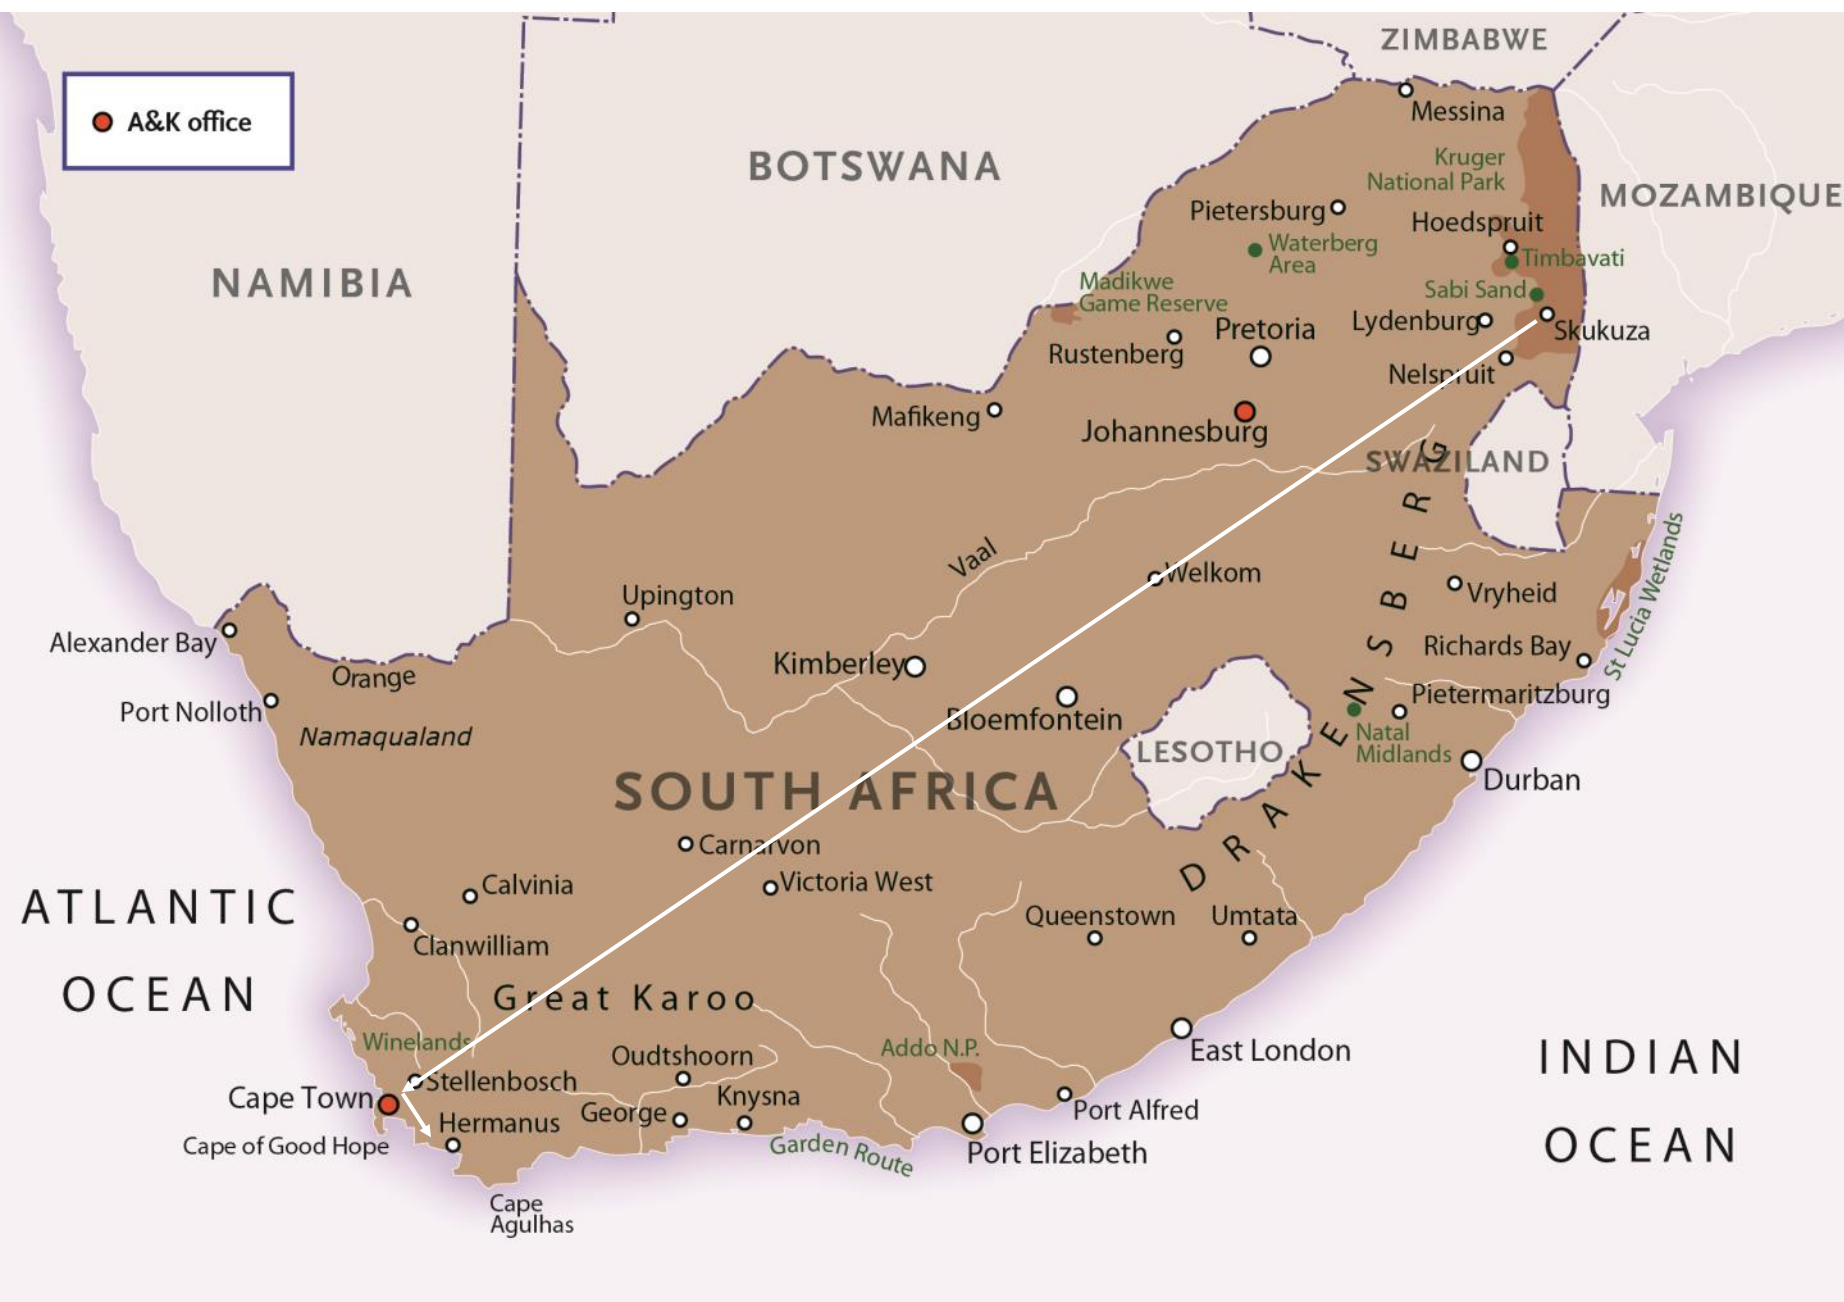 ZIMBABWE
A&K office
Messina
BOTSWANA
Kruger
National Park
MOZAMBIQUE
Pietersburg
Hoedspruit
Waterberg
Area
Timbavati
NAMIBIA
Madikwe
Game Reserve
Sabi Sand
Lydenburg
Skukuza
Pretoria
Rustenberg
Nelspruit
Mafikeng
Johannesburg
SWAZILAND
Vaal
Welkom
Upington
Vryheid
St Lucia Wetlands
Alexander Bay
Richards Bay
Kimberley
Orange
Pietermaritzburg
Port Nolloth
Bloemfontein
Namaqualand
Natal
Midlands
LESOTHO
Durban
SOUTH AFRICA
DRAKENSBERG
Carnarvon
Calvinia
Victoria West
ATLANTIC
OCEAN
Queenstown
Umtata
Clanwilliam
Great Karoo
Winelands
Oudtshoorn
Addo N.P.
East London
INDIAN
OCEAN
Stellenbosch
Cape Town
Knysna
George
Port Alfred
Hermanus
Cape of Good Hope
Garden Route
Port Elizabeth
Cape
Agulhas